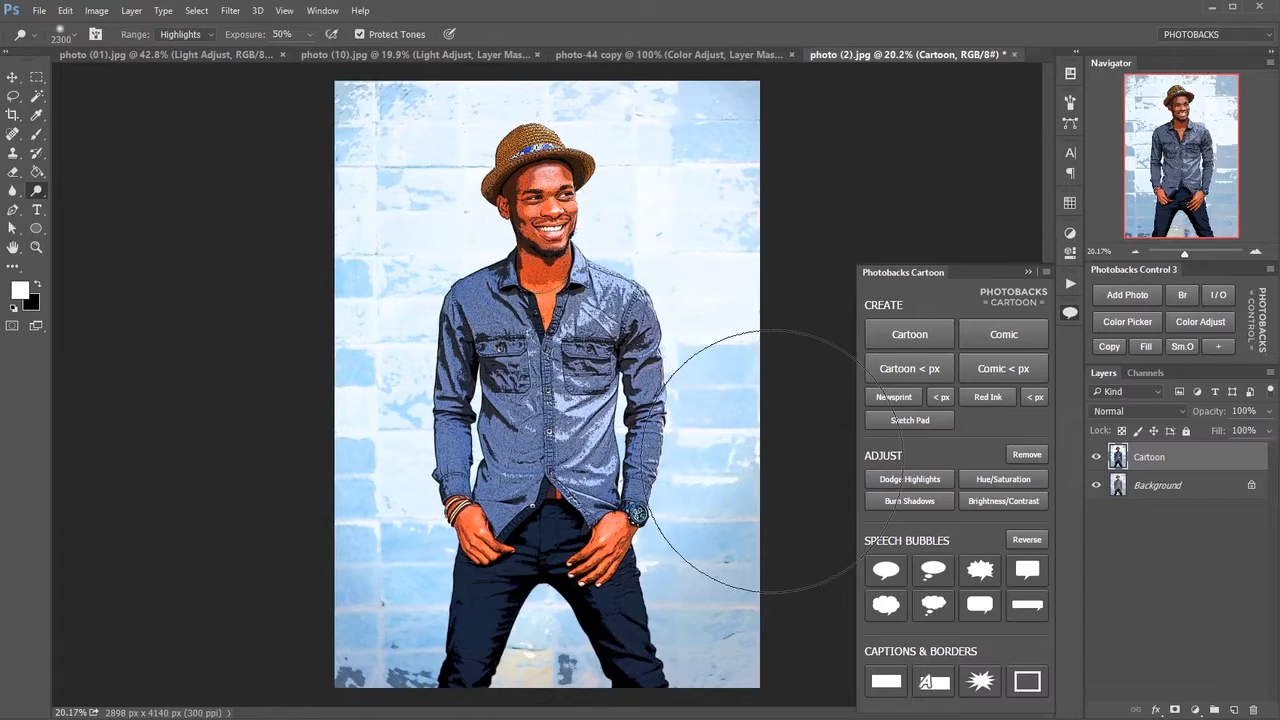 Ps File Edit Image Layer Type Select Filter 3D View Window Help
2300 Range: Highlights Exposure: 50% Protect Tones PHOTOBACKS
photo (01).jpg @ 42.8% (Light Adjust, RGB/8... × photo (10).jpg @ 19.9% (Light Adjust, Layer Mas... × photo-44 copy @ 100% (Color Adjust, Layer Mas... × photo (2).jpg @ 20.2% (Cartoon, RGB/8#) * ×
Navigator
20.17%
Photobacks Cartoon
PHOTOBACKS
= CARTOON =
CREATE
Cartoon Comic
Cartoon < px Comic < px
Newsprint < px Red Ink < px
Sketch Pad
ADJUST Remove
Dodge Highlights Hue/Saturation
Burn Shadows Brightness/Contrast
SPEECH BUBBLES Reverse
CAPTIONS & BORDERS
A
Photobacks Control 3
Add Photo Br I / O
Color Picker Color Adjust
Copy Fill Sm.O +
PHOTOBACKS
= CONTROL =
Layers Channels
Kind
Normal Opacity: 100%
Lock: Fill: 100%
Cartoon
Background
20.17% 2898 px x 4140 px (300 ppi)